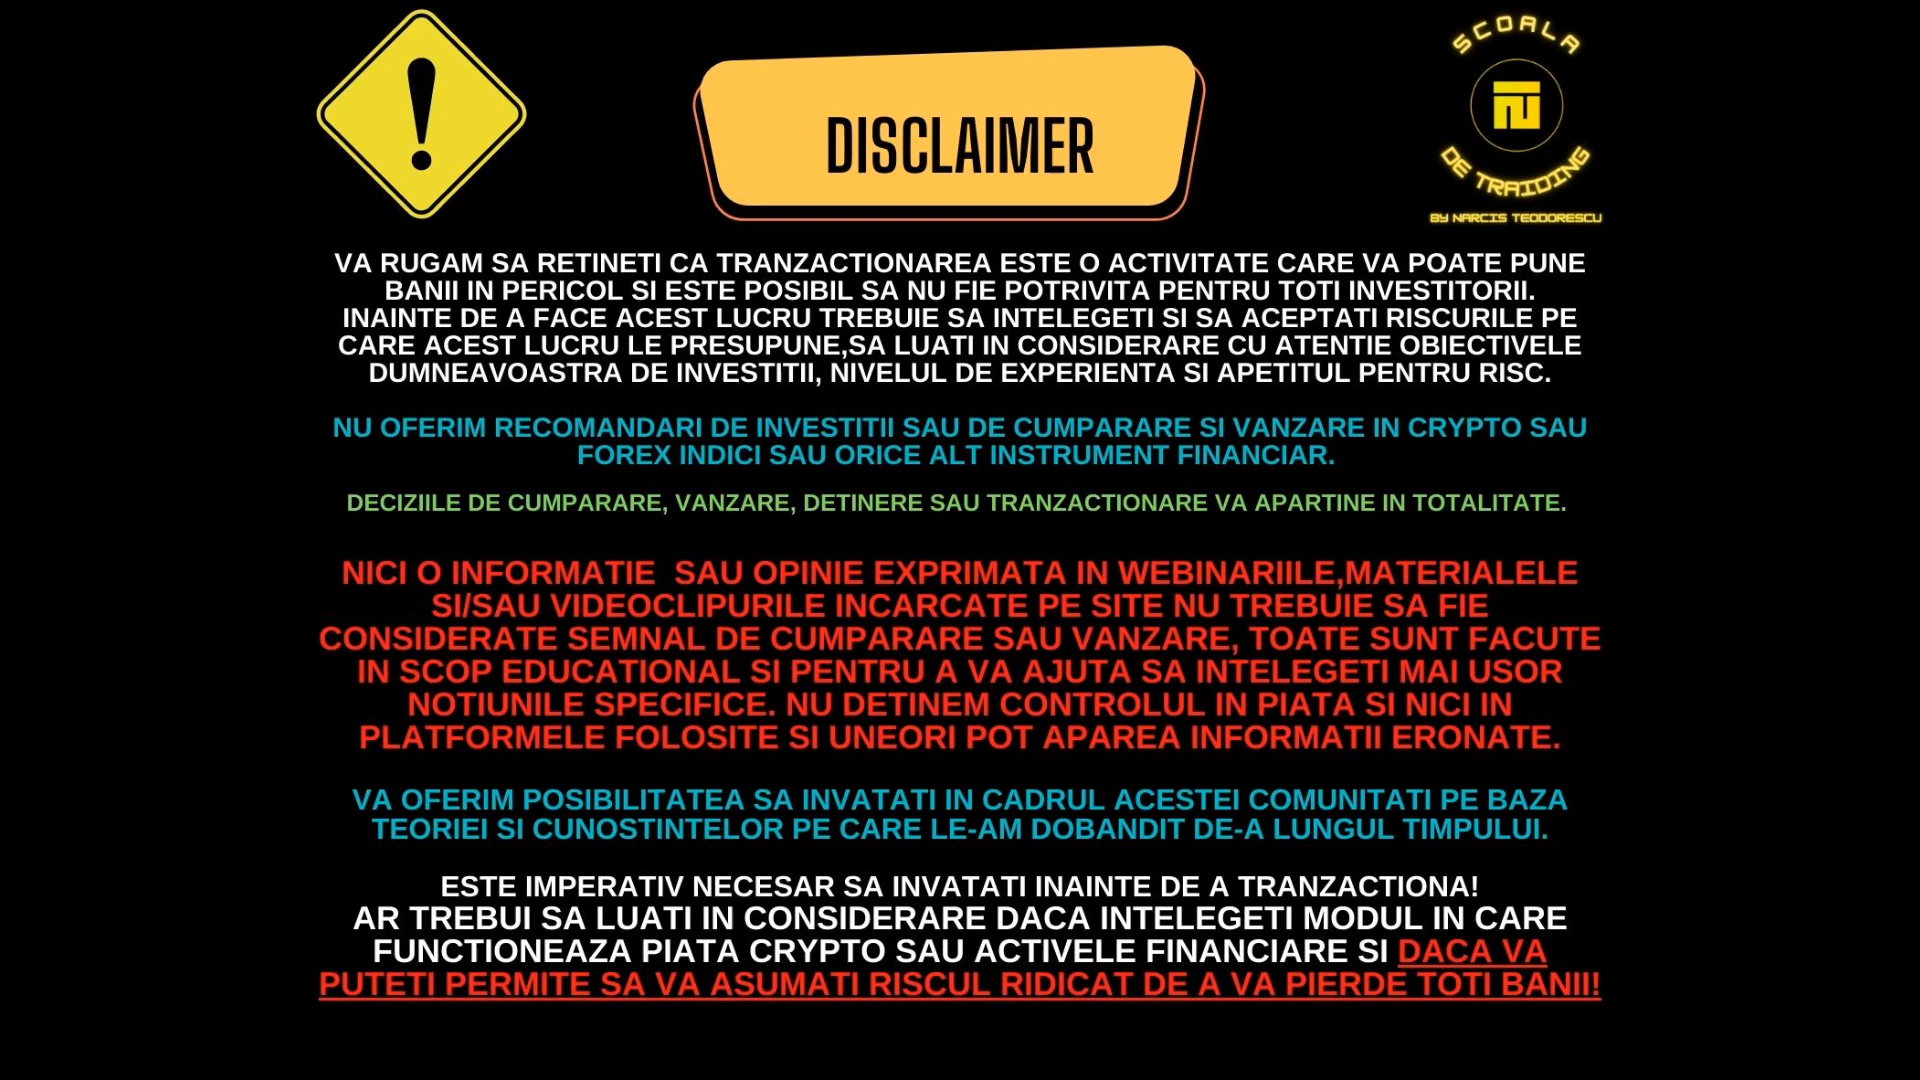 DISCLAIMER
SCOALA
DE TRAIDING
BY NARCIS TEODORESCU
VA RUGAM SA RETINETI CA TRANZACTIONAREA ESTE O ACTIVITATE CARE VA POATE PUNE
BANII IN PERICOL SI ESTE POSIBIL SA NU FIE POTRIVITA PENTRU TOTI INVESTITORII.
INAINTE DE A FACE ACEST LUCRU TREBUIE SA INTELEGETI SI SA ACEPTATI RISCURILE PE
CARE ACEST LUCRU LE PRESUPUNE,SA LUATI IN CONSIDERARE CU ATENTIE OBIECTIVELE
DUMNEAVOASTRA DE INVESTITII, NIVELUL DE EXPERIENTA SI APETITUL PENTRU RISC.
NU OFERIM RECOMANDARI DE INVESTITII SAU DE CUMPARARE SI VANZARE IN CRYPTO SAU
FOREX INDICI SAU ORICE ALT INSTRUMENT FINANCIAR.
DECIZIILE DE CUMPARARE, VANZARE, DETINERE SAU TRANZACTIONARE VA APARTINE IN TOTALITATE.
NICI O INFORMATIE  SAU OPINIE EXPRIMATA IN WEBINARIILE,MATERIALELE
SI/SAU VIDEOCLIPURILE INCARCATE PE SITE NU TREBUIE SA FIE
CONSIDERATE SEMNAL DE CUMPARARE SAU VANZARE, TOATE SUNT FACUTE
IN SCOP EDUCATIONAL SI PENTRU A VA AJUTA SA INTELEGETI MAI USOR
NOTIUNILE SPECIFICE. NU DETINEM CONTROLUL IN PIATA SI NICI IN
PLATFORMELE FOLOSITE SI UNEORI POT APAREA INFORMATII ERONATE.
VA OFERIM POSIBILITATEA SA INVATATI IN CADRUL ACESTEI COMUNITATI PE BAZA
TEORIEI SI CUNOSTINTELOR PE CARE LE-AM DOBANDIT DE-A LUNGUL TIMPULUI.
ESTE IMPERATIV NECESAR SA INVATATI INAINTE DE A TRANZACTIONA!
AR TREBUI SA LUATI IN CONSIDERARE DACA INTELEGETI MODUL IN CARE
FUNCTIONEAZA PIATA CRYPTO SAU ACTIVELE FINANCIARE SI DACA VA
PUTETI PERMITE SA VA ASUMATI RISCUL RIDICAT DE A VA PIERDE TOTI BANII!